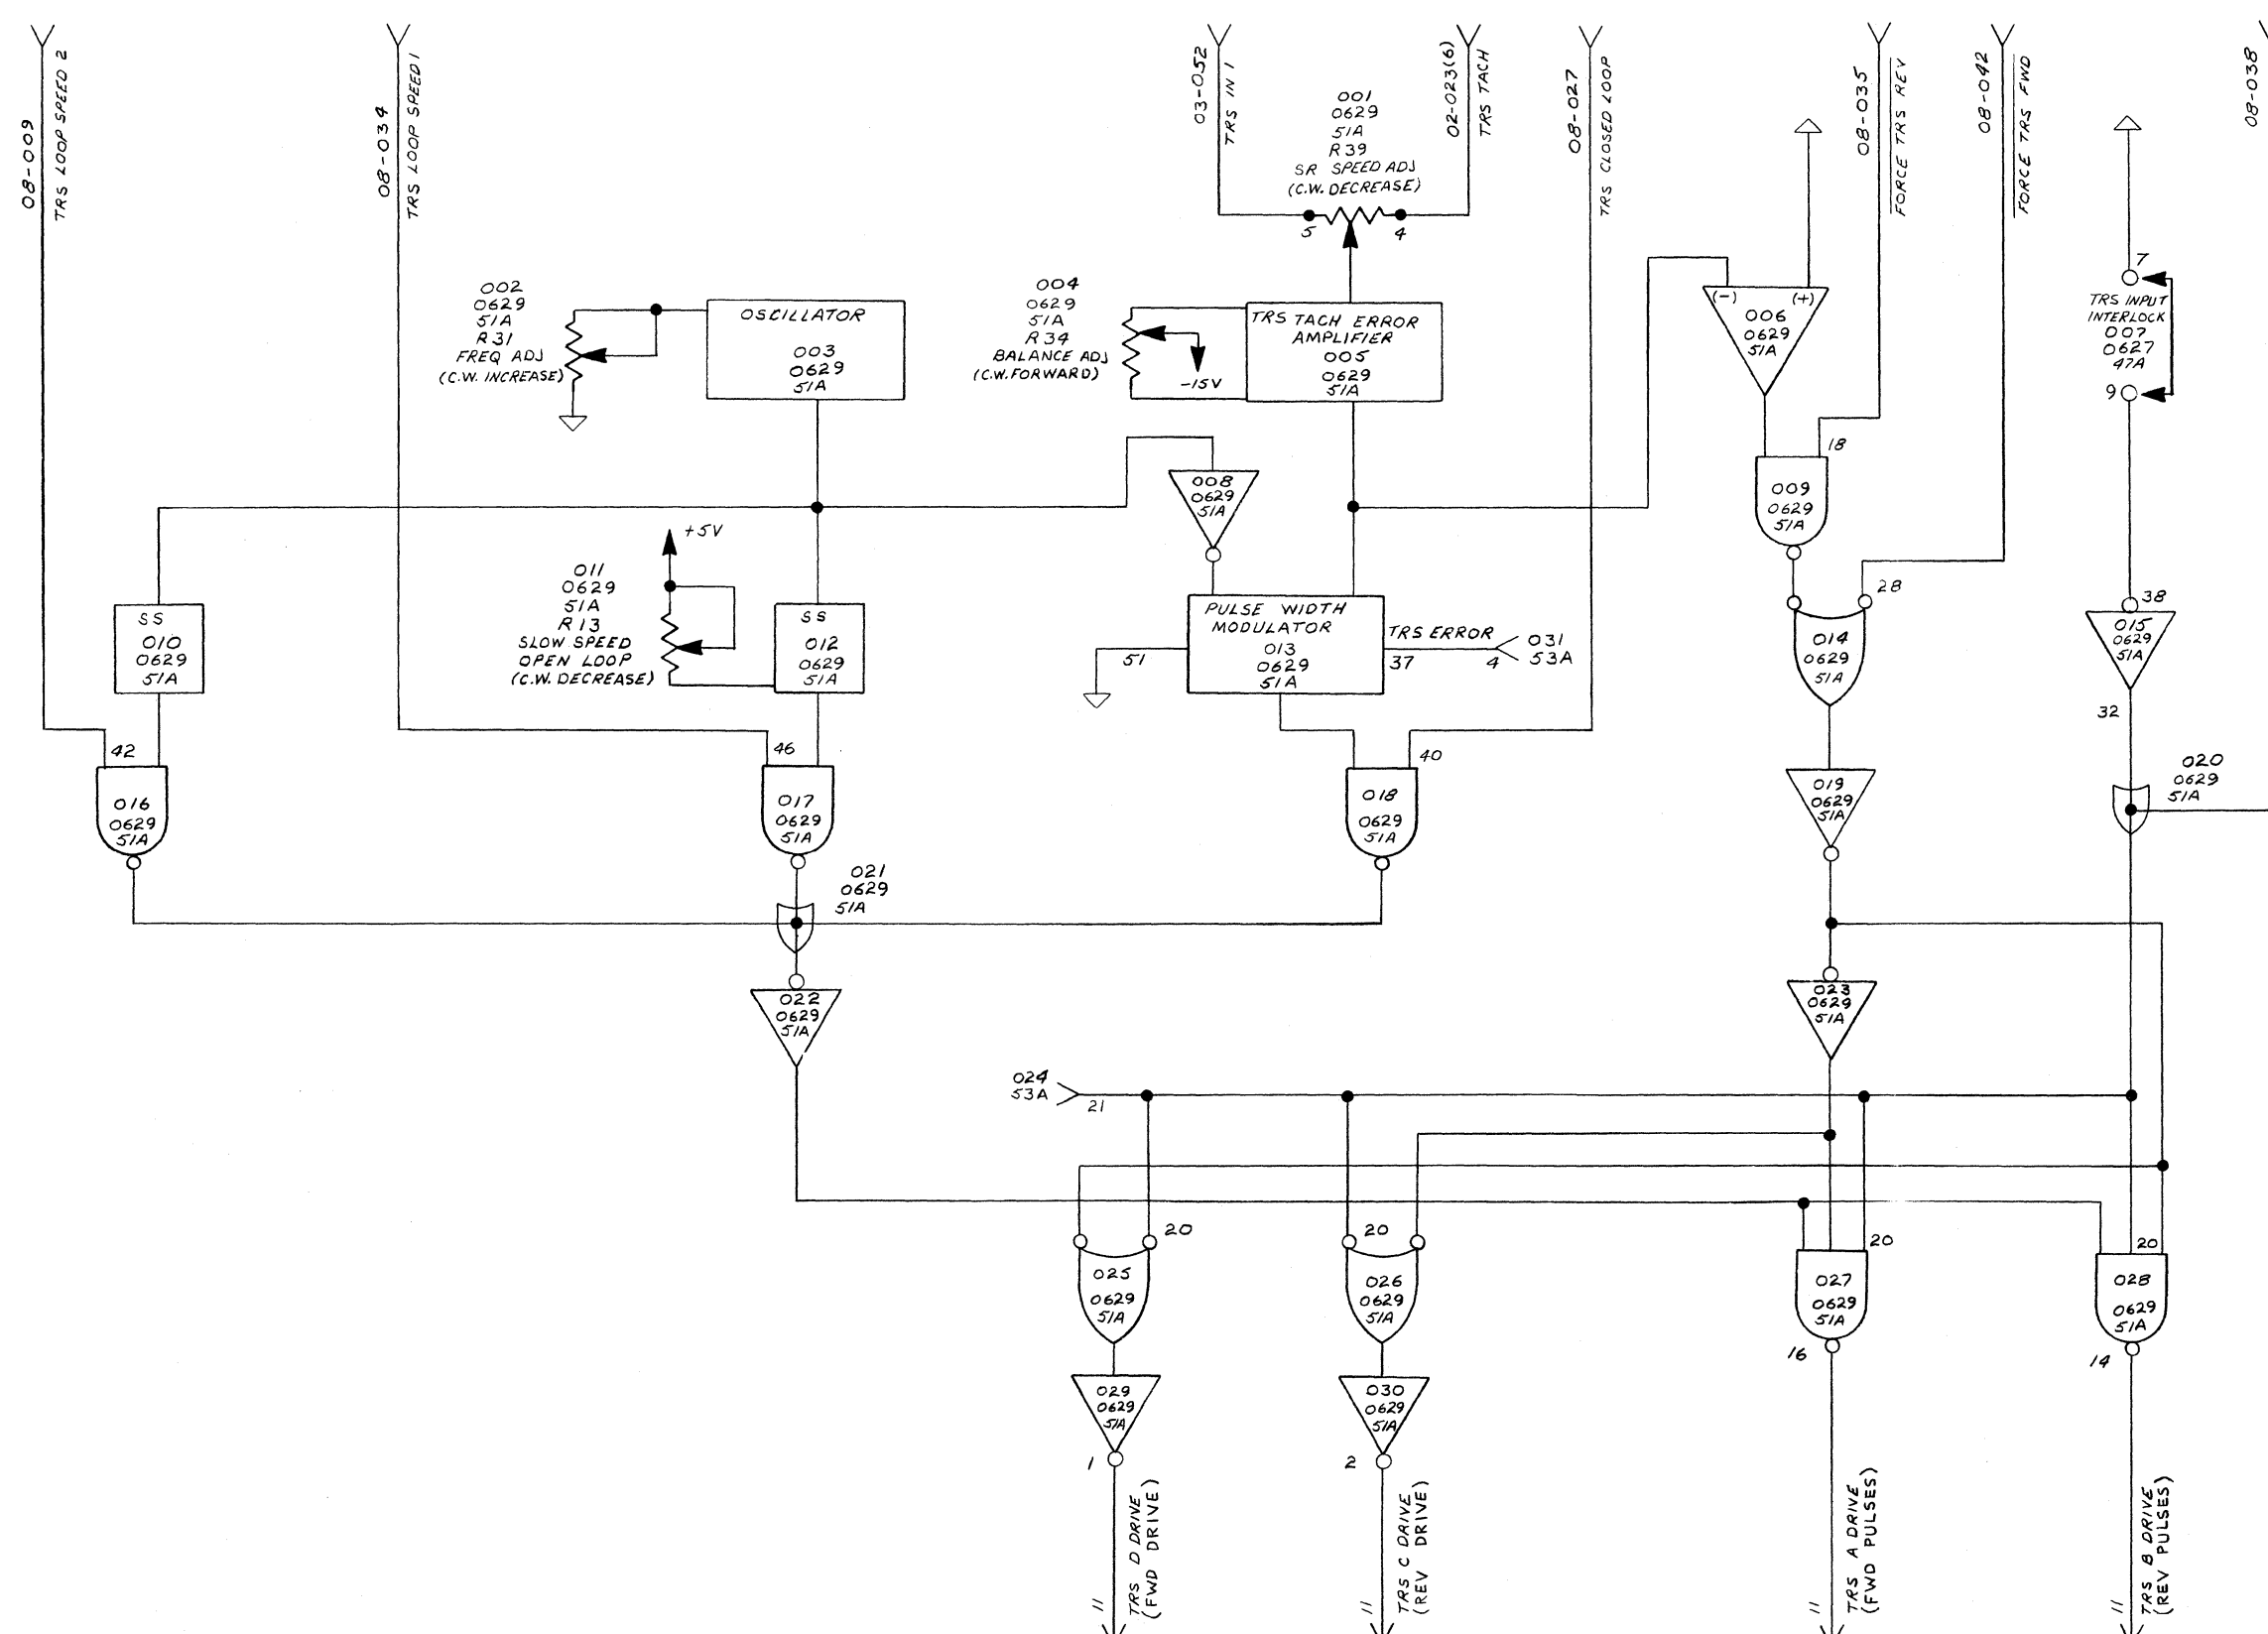 08-009
TRS LOOP SPEED 2
08-034
TRS LOOP SPEED 1
03-052
TRS IN 1
001
0629
51A
R39
SR SPEED ADJ
(C.W. DECREASE)
5
4
02-023(6)
TRS TACH
08-027
TRS CLOSED LOOP
08-035
FORCE TRS REV
08-042
FORCE TRS FWD
08-038
002
0629
51A
R31
FREQ ADJ
(C.W. INCREASE)
OSCILLATOR
003
0629
51A
004
0629
51A
R34
BALANCE ADJ
(C.W. FORWARD)
-15V
TRS TACH ERROR
AMPLIFIER
005
0629
51A
(-) (+)
006
0629
51A
7
TRS INPUT
INTERLOCK
007
0627
47A
9
18
008
0629
51A
009
0629
51A
+5V
011
0629
51A
R13
SLOW SPEED
OPEN LOOP
(C.W. DECREASE)
SS
010
0629
51A
SS
012
0629
51A
PULSE WIDTH
MODULATOR
013
0629
51A
51
TRS ERROR
37
4
031
53A
28
014
0629
51A
38
015
0629
51A
32
42
46
40
016
0629
51A
017
0629
51A
018
0629
51A
019
0629
51A
020
0629
51A
021
0629
51A
022
0629
51A
023
0629
51A
024
53A
21
20
20
20
20
025
0629
51A
026
0629
51A
027
0629
51A
028
0629
51A
16
14
029
0629
51A
030
0629
51A
1
2
11
TRS D DRIVE
(FWD DRIVE)
11
TRS C DRIVE
(REV DRIVE)
11
TRS A DRIVE
(FWD PULSES)
11
TRS B DRIVE
(REV PULSES)